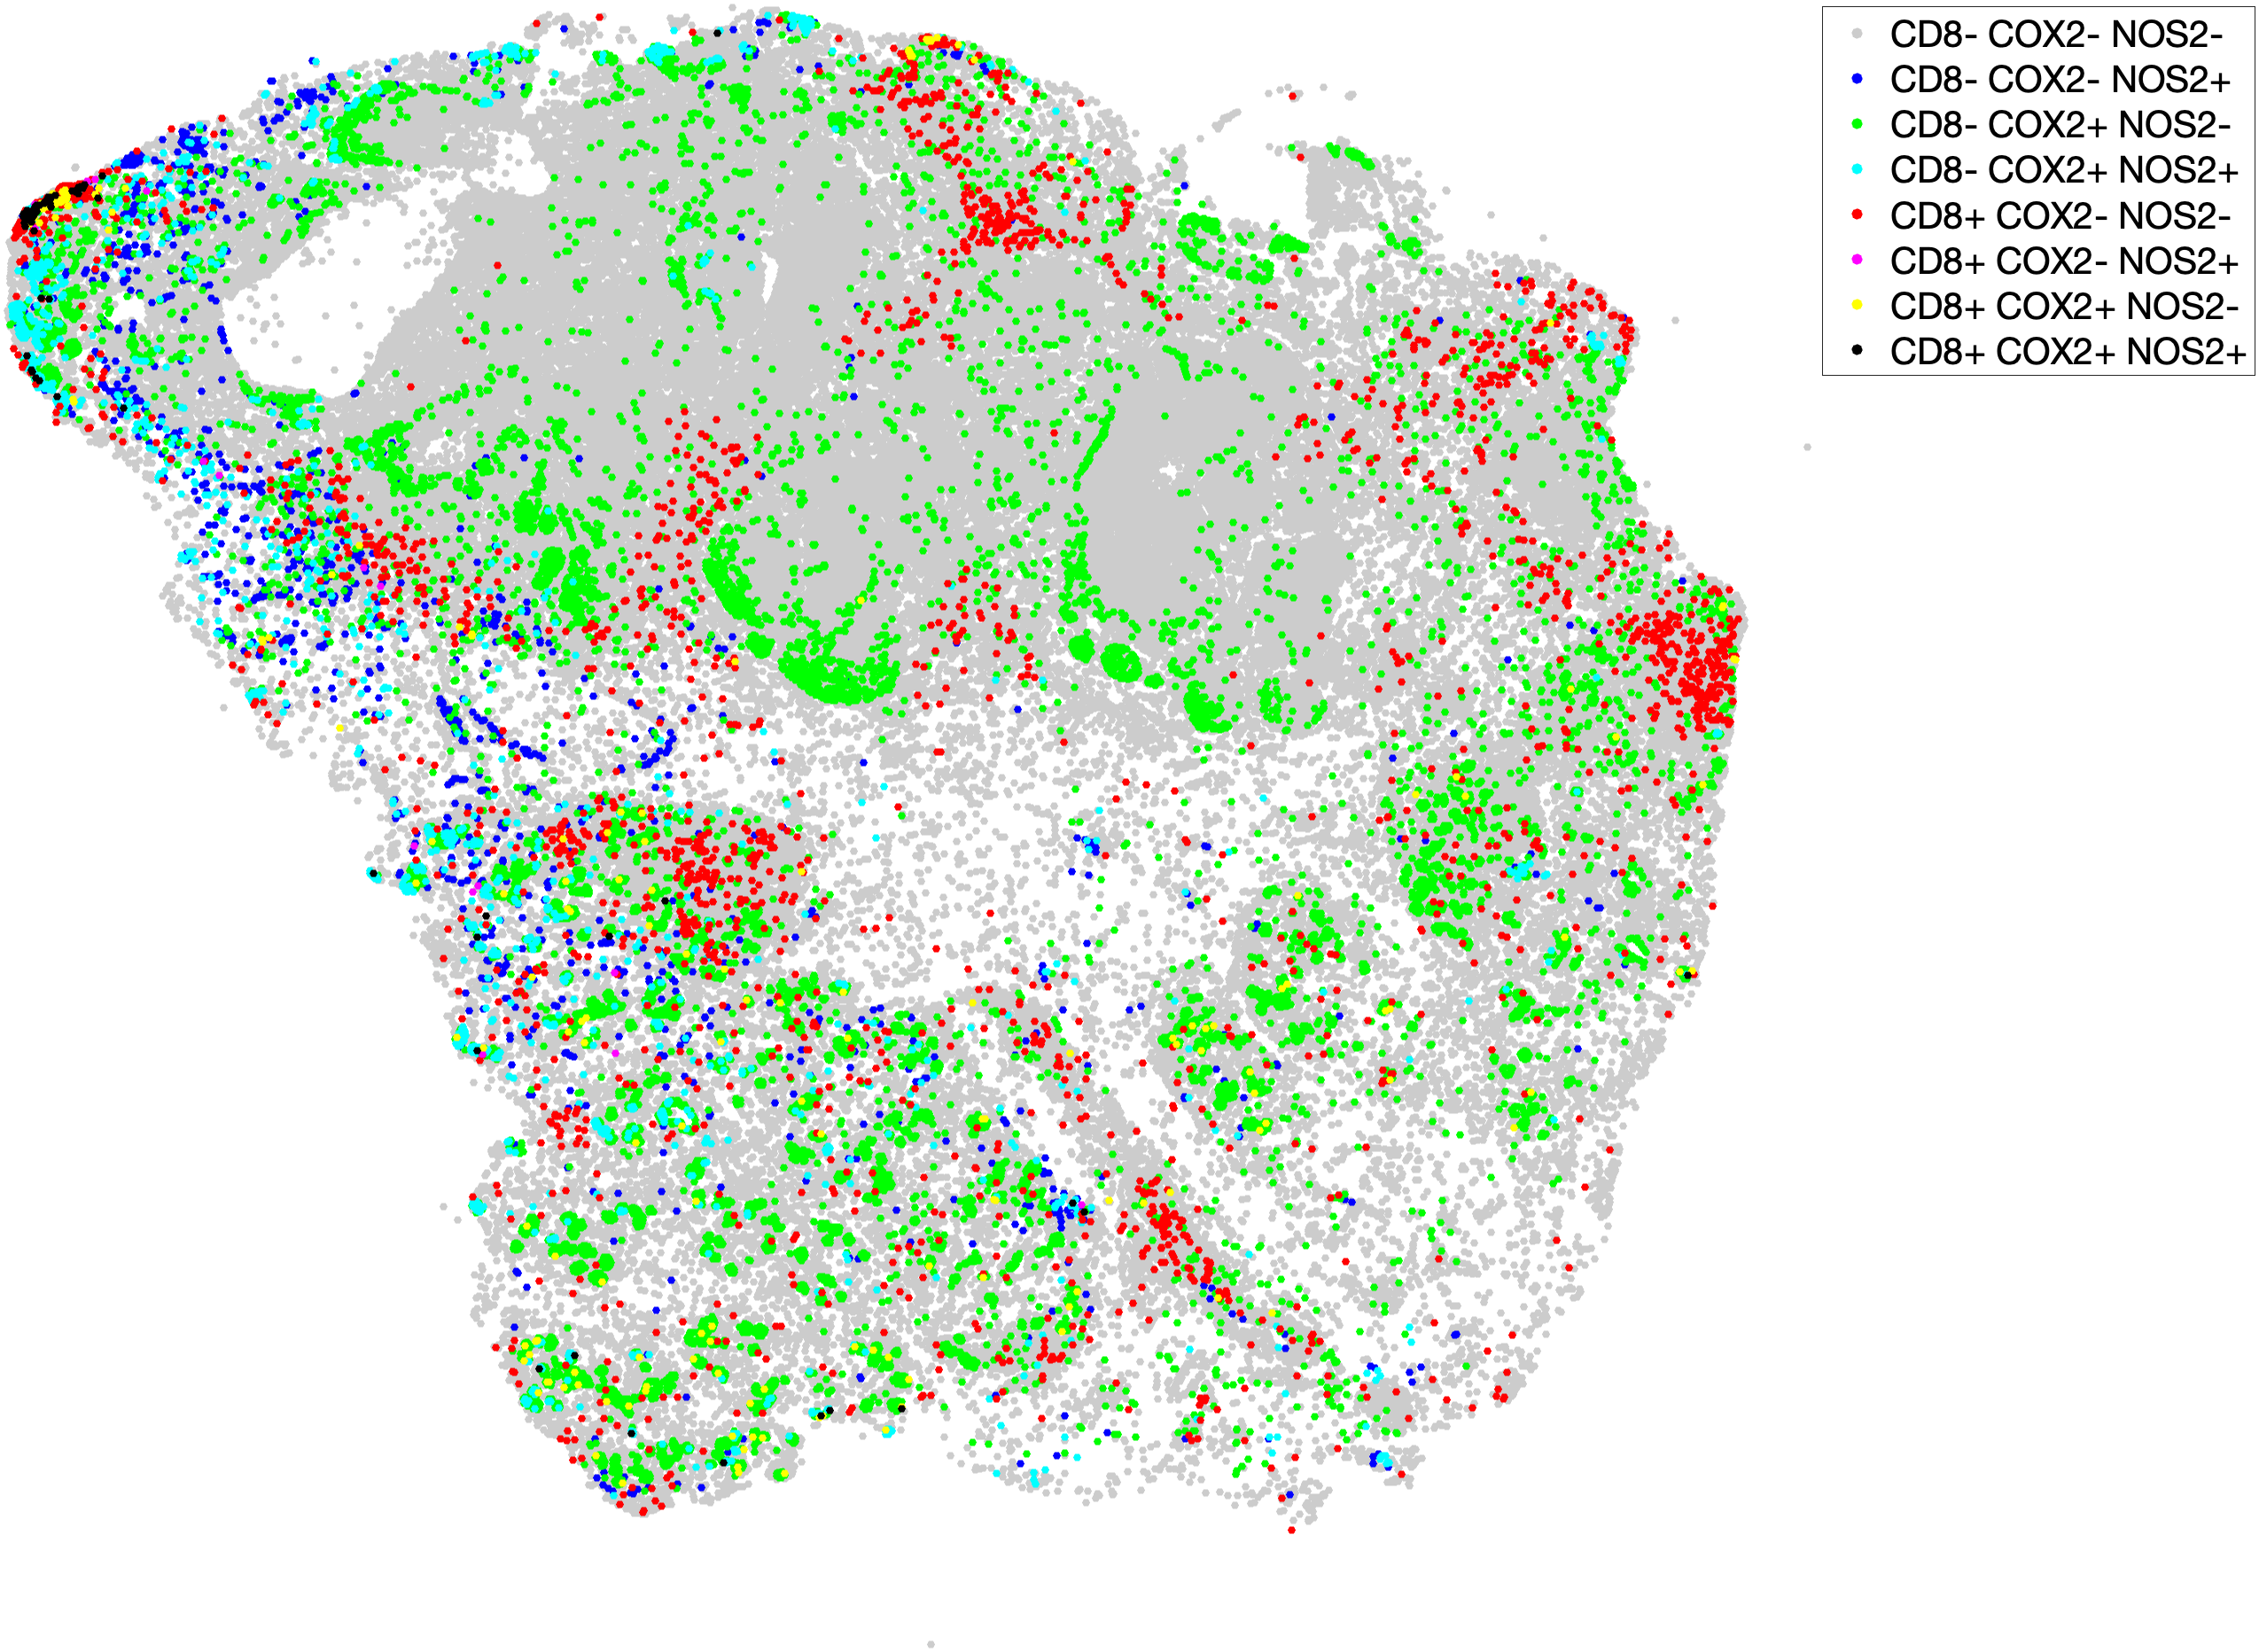 CD8- COX2- NOS2-
CD8- COX2- NOS2+
CD8- COX2+ NOS2-
CD8- COX2+ NOS2+
CD8+ COX2- NOS2-
CD8+ COX2- NOS2+
CD8+ COX2+ NOS2-
CD8+ COX2+ NOS2+